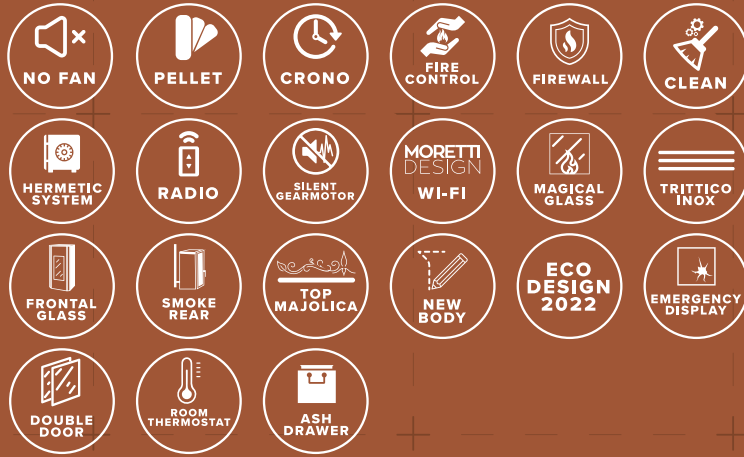 NO FAN
PELLET
CRONO
FIRE
CONTROL
FIREWALL
CLEAN
HERMETIC
SYSTEM
RADIO
SILENT
GEARMOTOR
MORETTI
DESIGN
WI-FI
MAGICAL
GLASS
TRITTICO
INOX
FRONTAL
GLASS
SMOKE
REAR
TOP
MAJOLICA
NEW
BODY
ECO
DESIGN
2022
EMERGENCY
DISPLAY
DOUBLE
DOOR
ROOM
THERMOSTAT
ASH
DRAWER